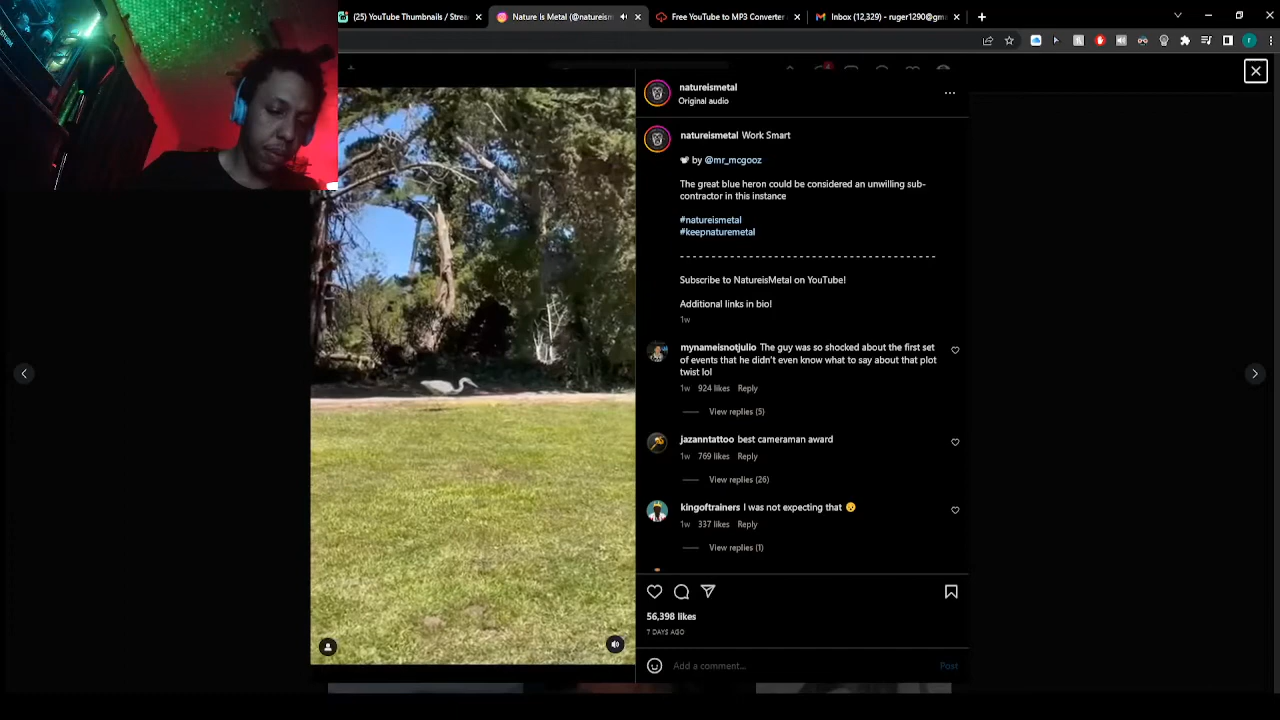 (25) YouTube Thumbnails / Strea
Nature is Metal (@natureism
Free YouTube to MP3 Converter
Inbox (12,329) - ruger1290@gm
natureismetal
Original audio
natureismetal Work Smart
by @mr_mcgooz
The great blue heron could be considered an unwilling sub-
contractor in this instance
#natureismetal
#keepnaturemetal
Subscribe to NatureisMetal on YouTube!
Additional links in bio!
1w
mynameisnotjulio The guy was so shocked about the first set
of events that he didn't even know what to say about that plot
twist lol
1w 924 likes Reply
View replies (5)
jazanntattoo best cameraman award
1w 769 likes Reply
View replies (26)
kingoftrainers I was not expecting that 😧
1w 337 likes Reply
View replies (1)
56,398 likes
7 DAYS AGO
Add a comment... Post